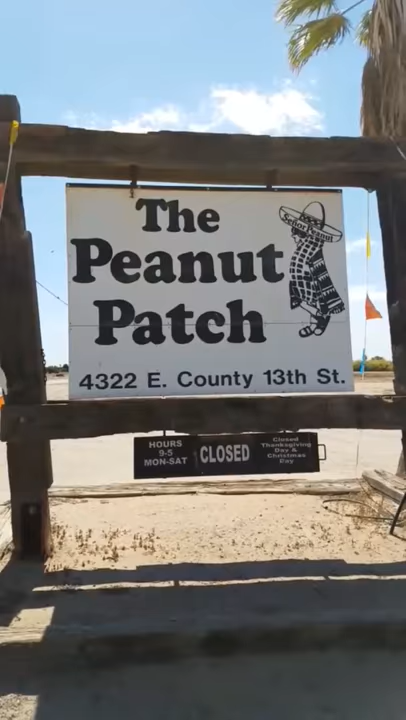 The
Señor Peanut
Peanut
Patch
4322 E. County 13th St.
HOURS
9-5
MON-SAT
CLOSED
Closed
Thanksgiving
Day &
Christmas
Day